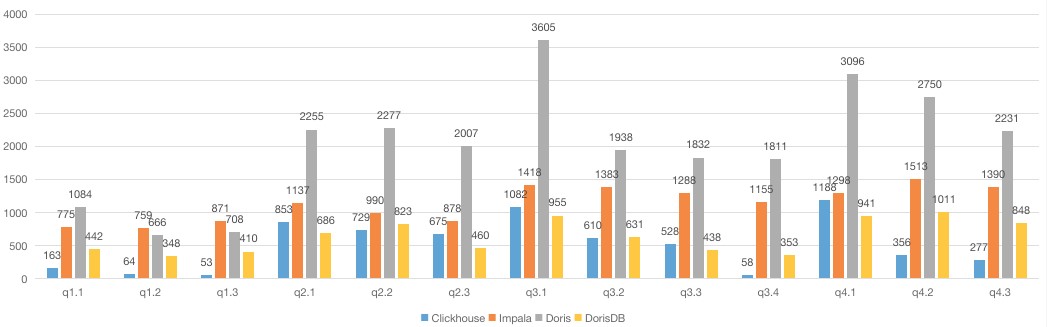 4000
3500
3000
2500
2000
1500
1000
500
0
163 775 1084 442
64 759 666 348
53 871 708 410
853 1137 2255 686
729 990 2277 823
675 878 2007 460
1082 1418 3605 955
610 1383 1938 631
528 1288 1832 438
58 1155 1811 353
1188 1298 3096 941
356 1513 2750 1011
277 1390 2231 848
q1.1 q1.2 q1.3 q2.1 q2.2 q2.3 q3.1 q3.2 q3.3 q3.4 q4.1 q4.2 q4.3
Clickhouse Impala Doris DorisDB